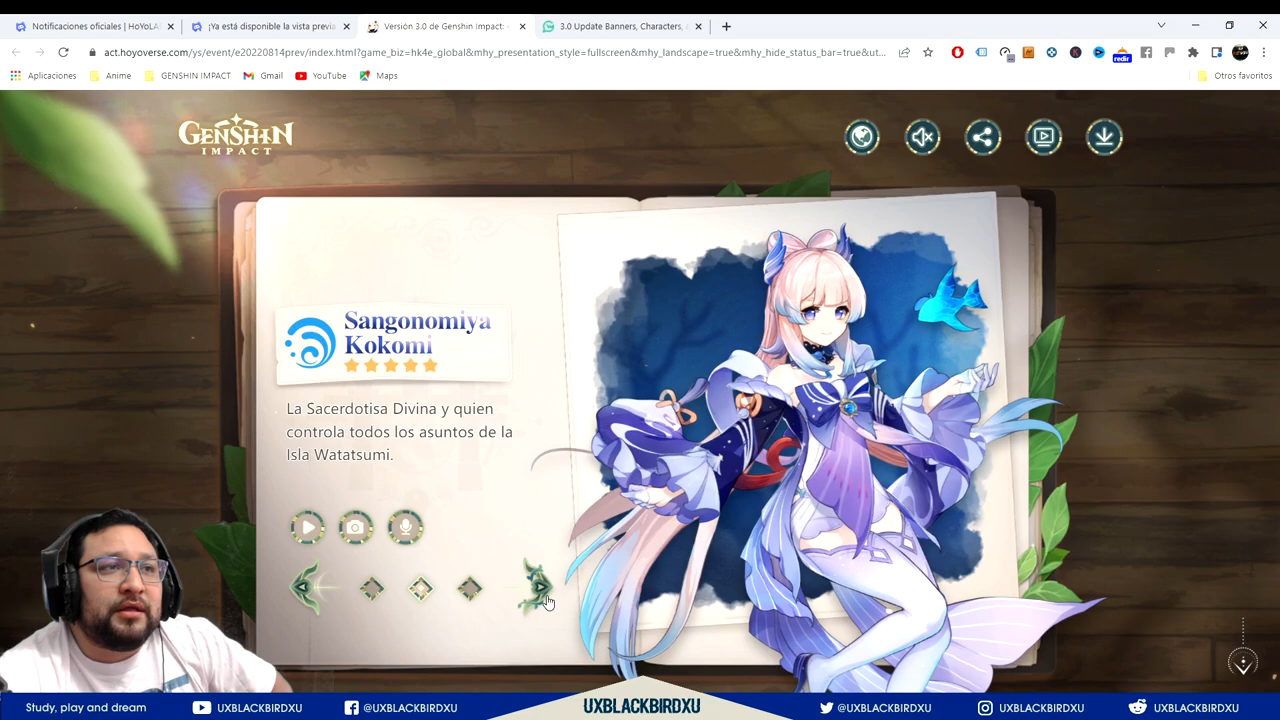 Notificaciones oficiales | HoYoLA
¡Ya está disponible la vista previa
Versión 3.0 de Genshin Impact:
3.0 Update Banners, Characters,
act.hoyoverse.com/ys/event/e20220814prev/index.html?game_biz=hk4e_global&mhy_presentation_style=fullscreen&mhy_landscape=true&mhy_hide_status_bar=true&ut...
redir
Aplicaciones
Anime
GENSHIN IMPACT
Gmail
YouTube
Maps
Otros favoritos
GENSHIN
IMPACT
Sangonomiya
Kokomi
La Sacerdotisa Divina y quien
controla todos los asuntos de la
Isla Watatsumi.
Study, play and dream
UXBLACKBIRDXU
@UXBLACKBIRDXU
UXBLACKBIRDXU
@UXBLACKBIRDXU
UXBLACKBIRDXU
UXBLACKBIRDXU